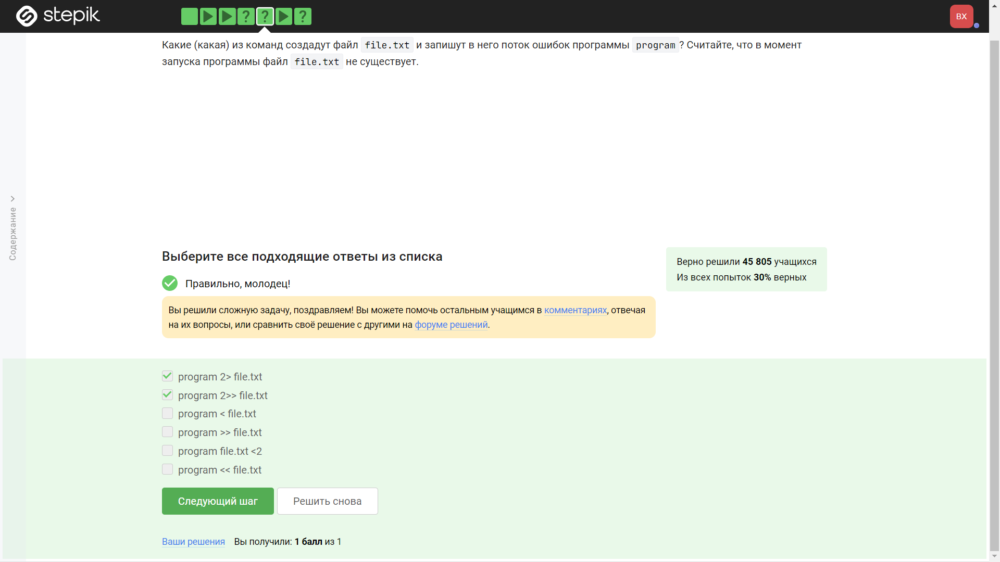 stepik
? ? ?
BX
Какие (какая) из команд создадут файл file.txt и запишут в него поток ошибок программы program? Считайте, что в момент
запуска программы файл file.txt не существует.
Содержание
Выберите все подходящие ответы из списка
Верно решили 45 805 учащихся
Из всех попыток 30% верных
Правильно, молодец!
Вы решили сложную задачу, поздравляем! Вы можете помочь остальным учащимся в комментариях, отвечая
на их вопросы, или сравнить своё решение с другими на форуме решений.
program 2> file.txt
program 2>> file.txt
program < file.txt
program >> file.txt
program file.txt <2
program << file.txt
Следующий шаг
Решить снова
Ваши решения Вы получили: 1 балл из 1